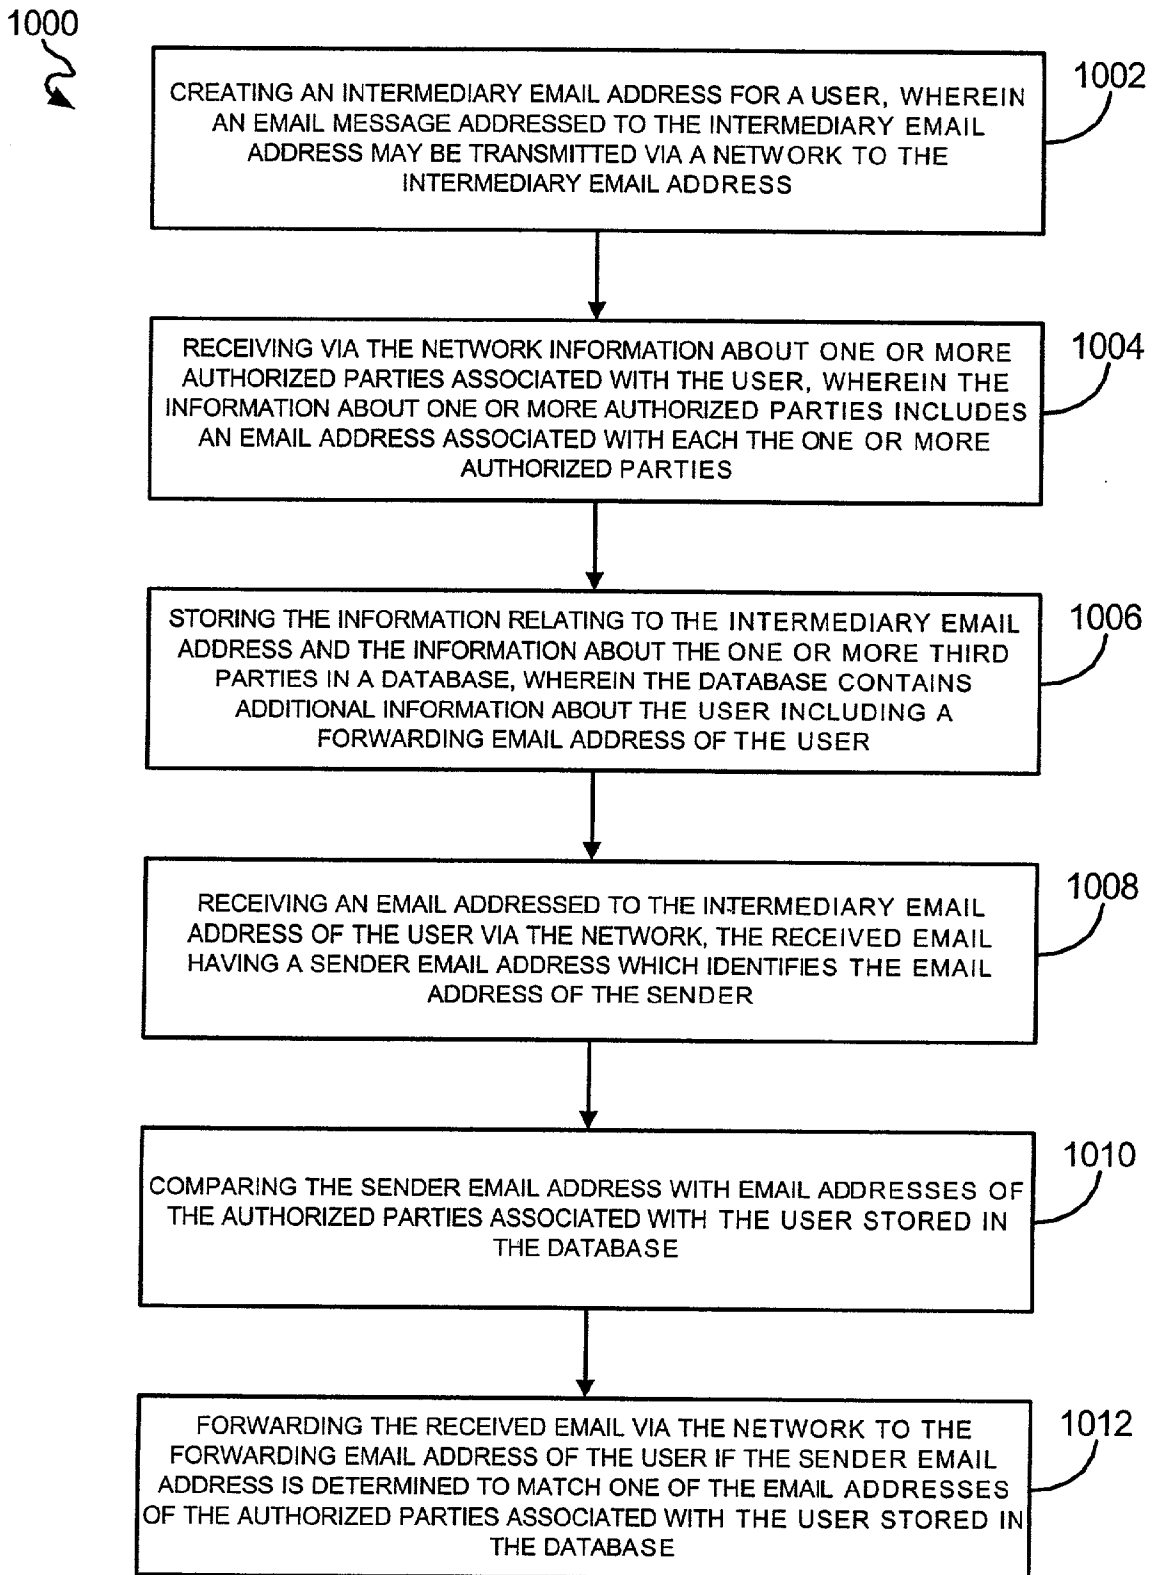 1000
1002
CREATING AN INTERMEDIARY EMAIL ADDRESS FOR A USER, WHEREIN
AN EMAIL MESSAGE ADDRESSED TO THE INTERMEDIARY EMAIL
ADDRESS MAY BE TRANSMITTED VIA A NETWORK TO THE
INTERMEDIARY EMAIL ADDRESS
1004
RECEIVING VIA THE NETWORK INFORMATION ABOUT ONE OR MORE
AUTHORIZED PARTIES ASSOCIATED WITH THE USER, WHEREIN THE
INFORMATION ABOUT ONE OR MORE AUTHORIZED PARTIES INCLUDES
AN EMAIL ADDRESS ASSOCIATED WITH EACH THE ONE OR MORE
AUTHORIZED PARTIES
1006
STORING THE INFORMATION RELATING TO THE INTERMEDIARY EMAIL
ADDRESS AND THE INFORMATION ABOUT THE ONE OR MORE THIRD
PARTIES IN A DATABASE, WHEREIN THE DATABASE CONTAINS
ADDITIONAL INFORMATION ABOUT THE USER INCLUDING A
FORWARDING EMAIL ADDRESS OF THE USER
1008
RECEIVING AN EMAIL ADDRESSED TO THE INTERMEDIARY EMAIL
ADDRESS OF THE USER VIA THE NETWORK, THE RECEIVED EMAIL
HAVING A SENDER EMAIL ADDRESS WHICH IDENTIFIES THE EMAIL
ADDRESS OF THE SENDER
1010
COMPARING THE SENDER EMAIL ADDRESS WITH EMAIL ADDRESSES OF
THE AUTHORIZED PARTIES ASSOCIATED WITH THE USER STORED IN
THE DATABASE
1012
FORWARDING THE RECEIVED EMAIL VIA THE NETWORK TO THE
FORWARDING EMAIL ADDRESS OF THE USER IF THE SENDER EMAIL
ADDRESS IS DETERMINED TO MATCH ONE OF THE EMAIL ADDRESSES
OF THE AUTHORIZED PARTIES ASSOCIATED WITH THE USER STORED IN
THE DATABASE